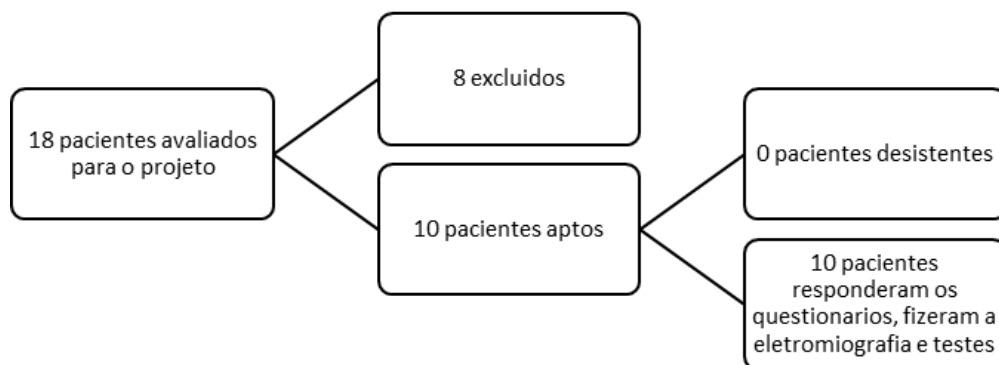 18 pacientes avaliados
para o projeto
8 excluidos
10 pacientes aptos
0 pacientes desistentes
10 pacientes
responderam os
questionarios, fizeram a
eletromiografia e testes